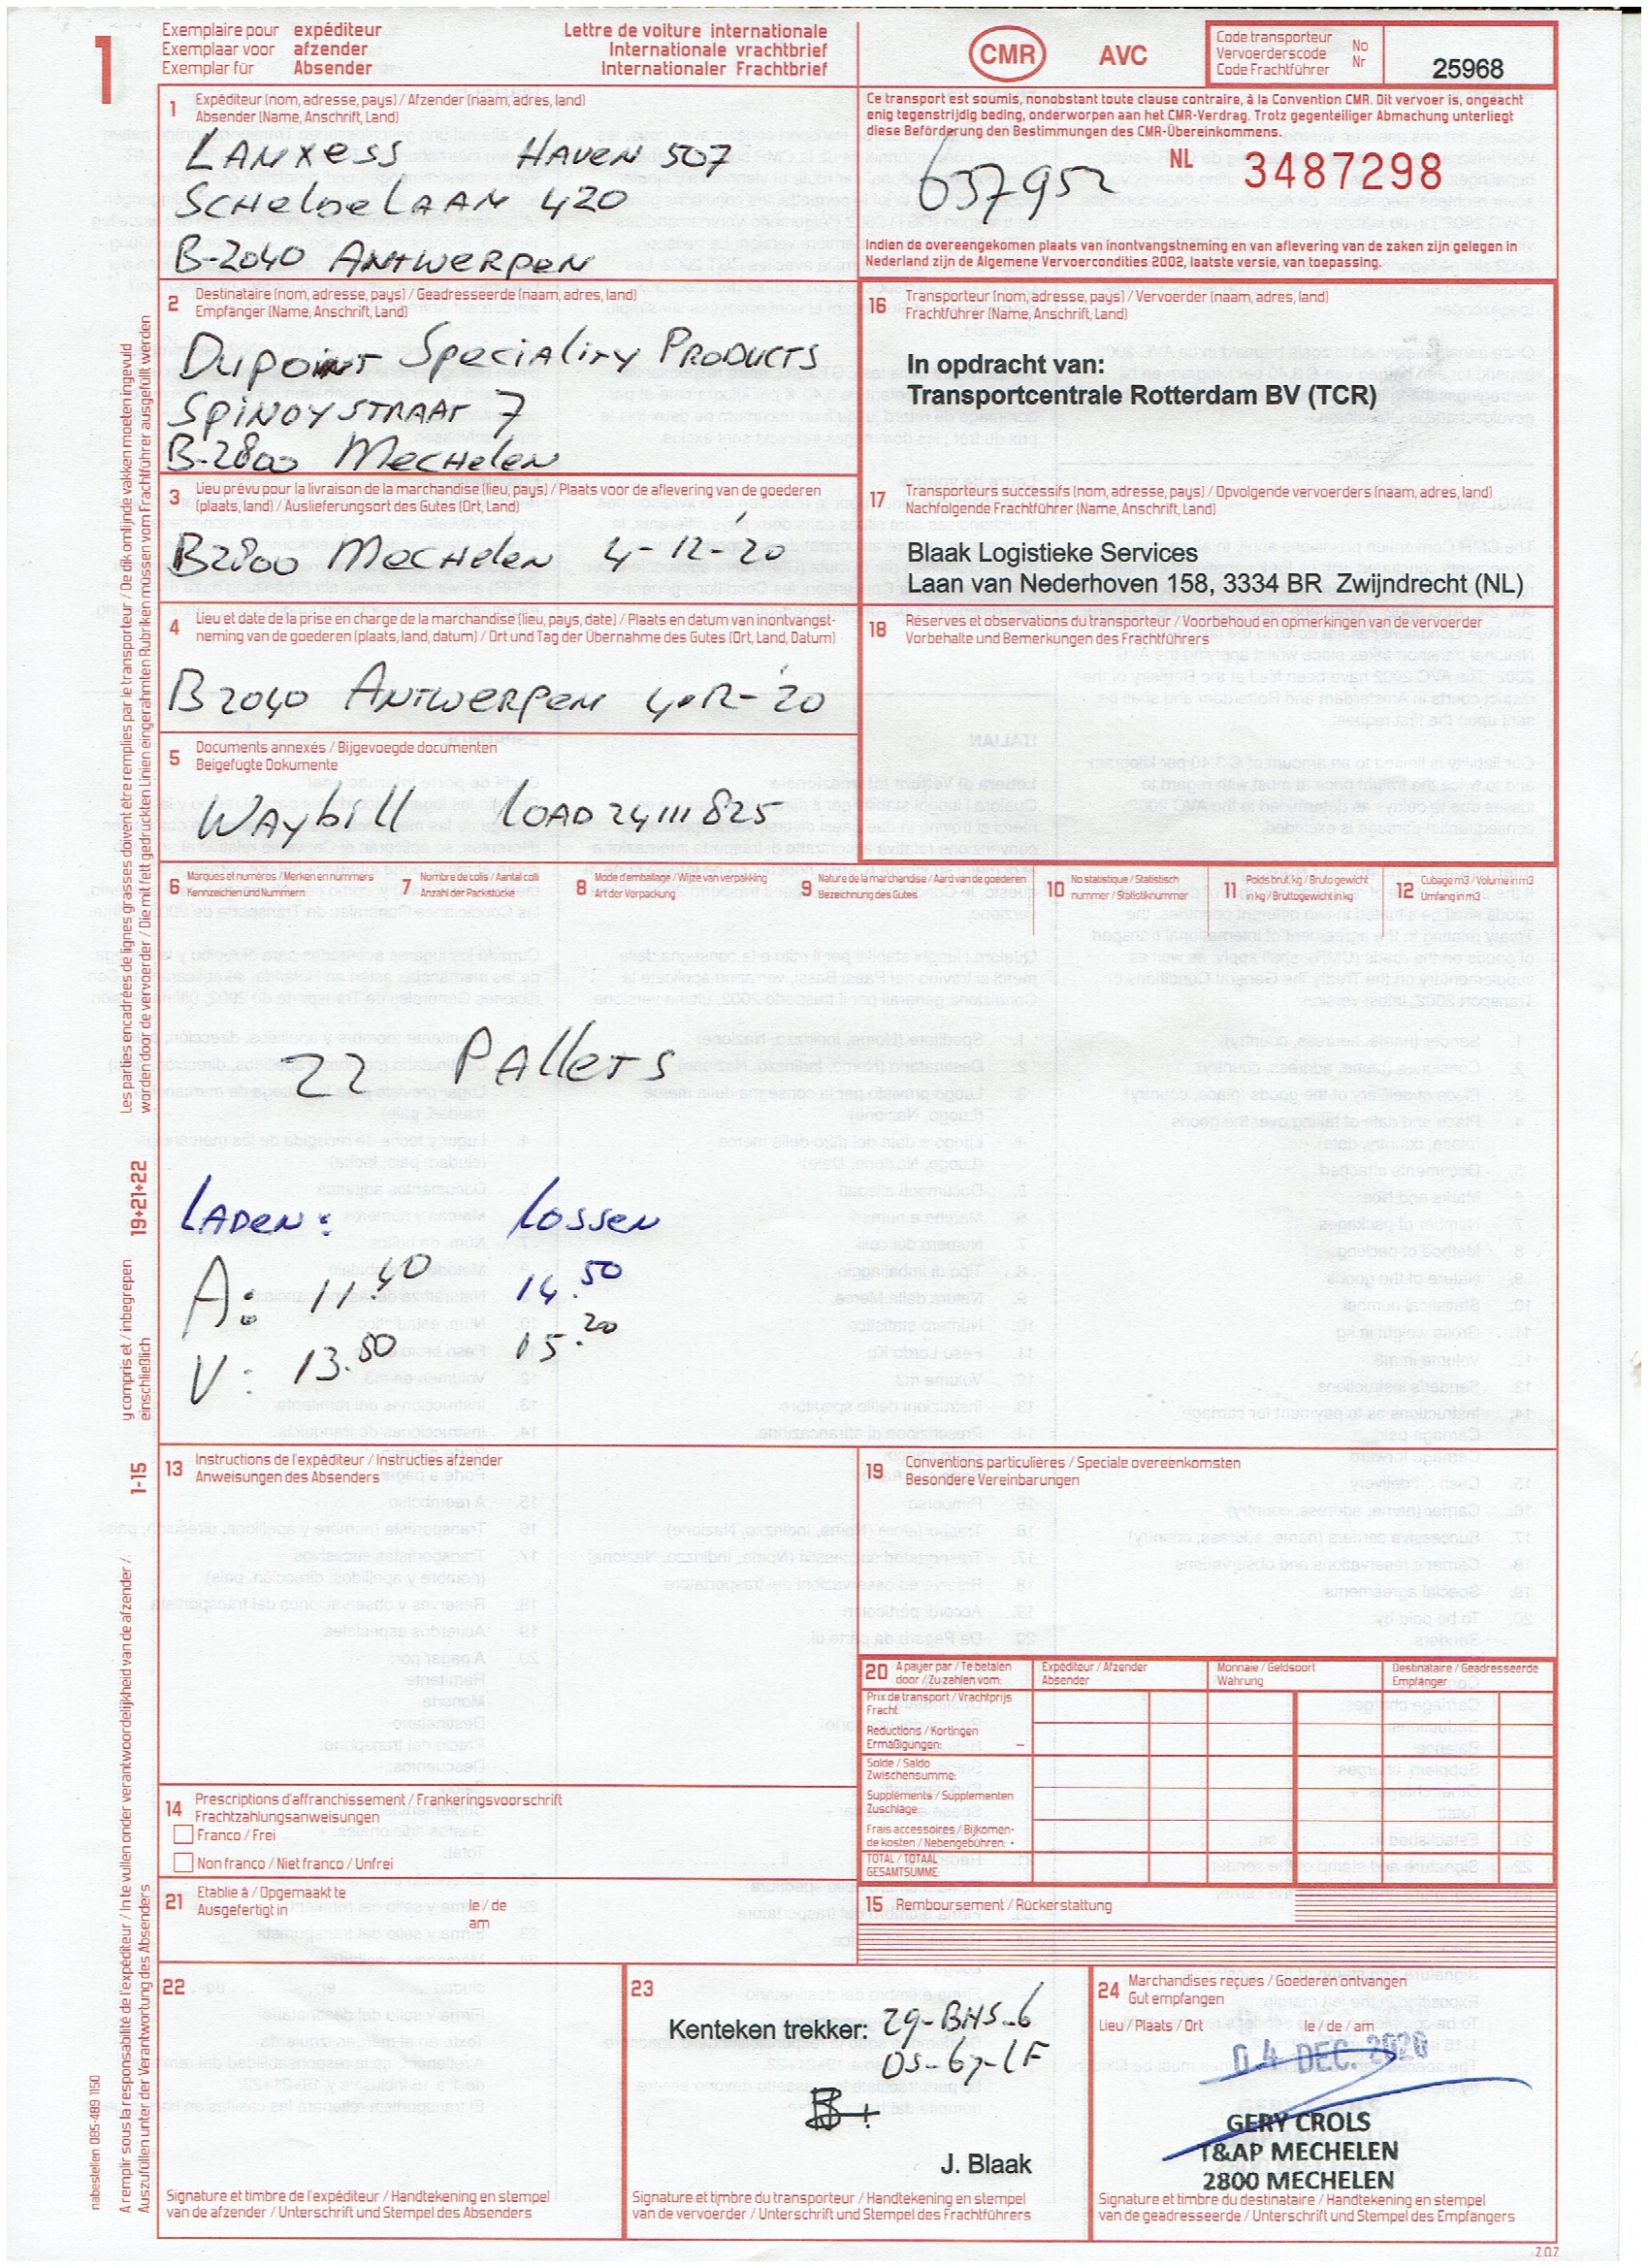 1
Exemplaire pour expéditeur
Exemplaar voor afzender
Exemplar für Absender
Lettre de voiture internationale
Internationale vrachtbrief
Internationaler Frachtbrief
CMR AVC
Code transporteur
Vervoerderscode
Code Frachtführer
No
Nr
25968
1 Expéditeur (nom, adresse, pays) / Afzender (naam, adres, land)
Absender (Name, Anschrift, Land)
LANXESS HAVEN 507
SCHELDELAAN 420
B-2040 ANTWERPEN
Ce transport est soumis, nonobstant toute clause contraire, à la Convention CMR. Dit vervoer is, ongeacht
enig tegenstrijdig beding, onderworpen aan het CMR-Verdrag. Trotz gegenteiliger Abmachung unterliegt
diese Beförderung den Bestimmungen des CMR-Übereinkommens.
637952 NL 3487298
Indien de overeengekomen plaats van inontvangstneming en van aflevering van de zaken zijn gelegen in
Nederland zijn de Algemene Vervoercondities 2002, laatste versie, van toepassing.
2 Destinataire (nom, adresse, pays) / Geadresseerde (naam, adres, land)
Empfänger (Name, Anschrift, Land)
Dupoint Speciality Products
Spinoystraat 7
B-2800 Mechelen
16 Transporteur (nom, adresse, pays) / Vervoerder (naam, adres, land)
Frachtführer (Name, Anschrift, Land)
In opdracht van:
Transportcentrale Rotterdam BV (TCR)
3 Lieu prévu pour la livraison de la marchandise (lieu, pays) / Plaats voor de aflevering van de goederen
(plaats, land) / Auslieferungsort des Gutes (Ort, Land)
B2800 Mechelen 4-12-'20
17 Transporteurs successifs (nom, adresse, pays) / Opvolgende vervoerders (naam, adres, land)
Nachfolgende Frachtführer (Name, Anschrift, Land)
Blaak Logistieke Services
Laan van Nederhoven 158, 3334 BR Zwijndrecht (NL)
4 Lieu et date de la prise en charge de la marchandise (lieu, pays, date) / Plaats en datum van inontvangst-
neming van de goederen (plaats, land, datum) / Ort und Tag der Übernahme des Gutes (Ort, Land, Datum)
B2040 Antwerpen 4-12-'20
18 Réserves et observations du transporteur / Voorbehoud en opmerkingen van de vervoerder
Vorbehalte und Bemerkungen des Frachtführers
5 Documents annexés / Bijgevoegde documenten
Beigefügte Dokumente
Waybill LOAD 24111825
6 Marques et numéros / Merken en nummers
Kennzeichen und Nummern
7 Nombre de colis / Aantal colli
Anzahl der Packstücke
8 Mode d'emballage / Wijze van verpakking
Art der Verpackung
9 Nature de la marchandise / Aard van de goederen
Bezeichnung des Gutes
10 No statistique / Statistisch
nummer / Statistiknummer
11 Poids brut, kg / Bruto gewicht
in kg / Bruttogewicht in kg
12 Cubage m3 / Volume in m3
Umfang in m3
22 Pallets
Laden: Lossen
A: 11.40 14.50
V: 13.50 15.20
13 Instructions de l'expéditeur / Instructies afzender
Anweisungen des Absenders
19 Conventions particulières / Speciale overeenkomsten
Besondere Vereinbarungen
20 A payer par / Te betalen
door / Zu zahlen vom:
Expéditeur / Afzender
Absender
Monnaie / Geldsoort
Wahrung
Destinataire / Geadresseerde
Empfänger
Prix de transport / Vrachtprijs
Fracht:
Reductions / Kortingen
Ermaßigungen: -
Solde / Saldo
Zwischensumme:
Suppléments / Supplementen
Zuschläge:
Frais accessoires / Bijkomen-
de kosten / Nebengebühren: +
TOTAL / TOTAAL
GESAMTSUMME:
14 Prescriptions d'affranchissement / Frankeringsvoorschrift
Frachtzahlungsanweisungen
Franco / Frei
Non franco / Niet franco / Unfrei
21 Etablie à / Opgemaakt te
Ausgefertigt in
le / de
am
15 Remboursement / Rückerstattung
22
Signature et timbre de l'expéditeur / Handtekening en stempel
van de afzender / Unterschrift und Stempel des Absenders
23
Kenteken trekker: 29-BHS-6
OS-67-LF
J. Blaak
Signature et timbre du transporteur / Handtekening en stempel
van de vervoerder / Unterschrift und Stempel des Frachtführers
24 Marchandises reçues / Goederen ontvangen
Gut empfangen
Lieu / Plaats / Ort le / de / am
04 DEC. 2020
GERY CROLS
T&AP MECHELEN
2800 MECHELEN
Signature et timbre du destinataire / Handtekening en stempel
van de geadresseerde / Unterschrift und Stempel des Empfängers
Z.O.Z
Les parties encadrées de lignes grasses doivent être remplies par le transporteur / De dik omlijnde vakken moeten ingevuld
worden door de vervoerder / Die mit fett gedruckten Linien eingerahmten Rubriken müssen vom Frachtführer ausgefüllt werden
19+21+22
y compris et / inbegrepen
einschließlich
1-15
A remplir sous la responsabilité de l'expéditeur / In te vullen onder verantwoordelijkheid van de afzender /
Auszufüllen unter der Verantwortung des Absenders
nabestellen 085-489 1150